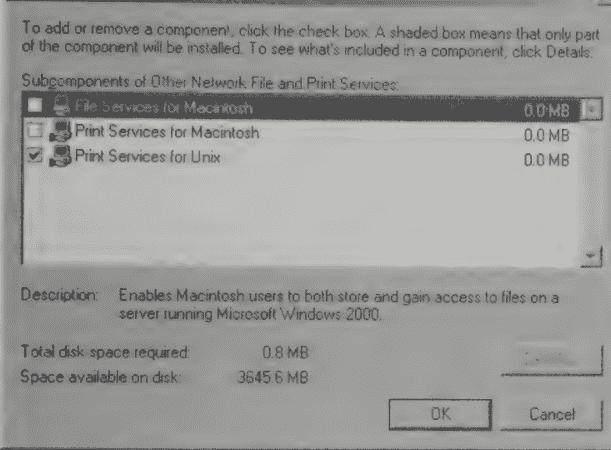 To add or remove a component, click the check box. A shaded box means that only part
of the component will be installed. To see what's included in a component, click Details.
Subcomponents of Other Network File and Print Services:
File Services for Macintosh 0.0 MB
Print Services for Macintosh 0.0 MB
Print Services for Unix 0.0 MB
Description: Enables Macintosh users to both store and gain access to files on a
server running Microsoft Windows 2000.
Total disk space required: 0.8 MB
Space available on disk: 3645.6 MB
OK Cancel